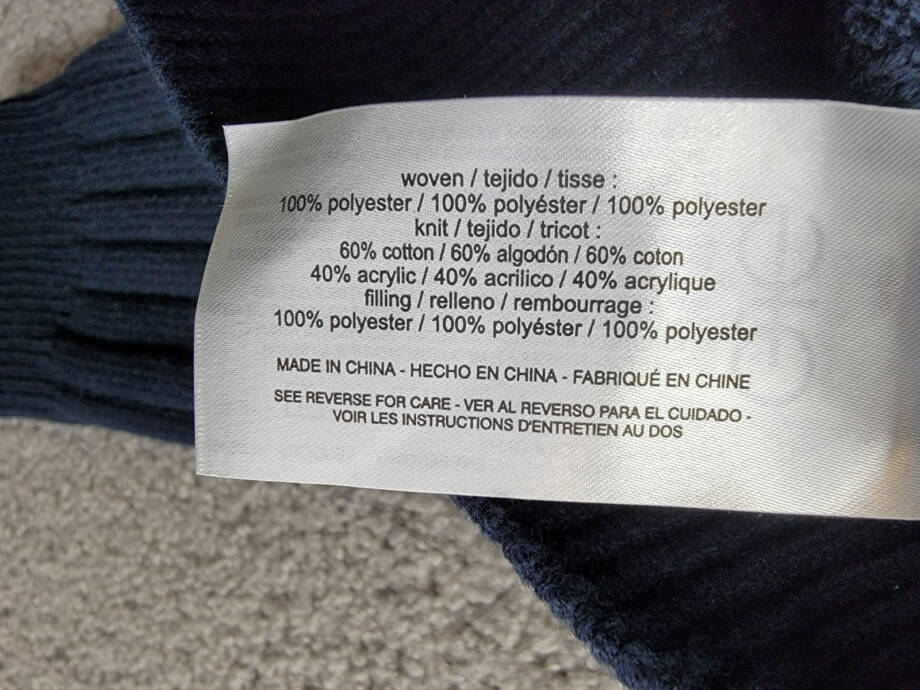 woven / tejido / tisse :
100% polyester / 100% polyéster / 100% polyester
knit / tejido / tricot :
60% cotton / 60% algodón / 60% coton
40% acrylic / 40% acrilico / 40% acrylique
filling / relleno / rembourrage :
100% polyester / 100% polyéster / 100% polyester
MADE IN CHINA - HECHO EN CHINA - FABRIQUÉ EN CHINE
SEE REVERSE FOR CARE - VER AL REVERSO PARA EL CUIDADO -
VOIR LES INSTRUCTIONS D'ENTRETIEN AU DOS